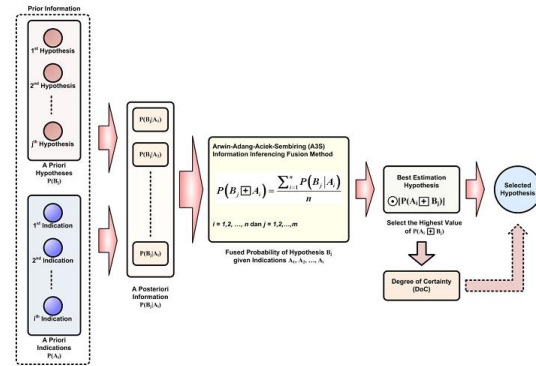 Prior Information
1st Hypothesis
2nd Hypothesis
jth Hypothesis
A Priori
Hypotheses
P(Bj)
1st Indication
2nd Indication
ith Indication
A Priori
Indications
P(Ai)
P(Bj|A1)
P(Bj|A2)
P(Bj|Ai)
A Posteriori
Information
P(Bj|Ai)
Arwin-Adang-Aciek-Sembiring (A3S)
Information Inferencing Fusion Method
P(Bj ⊞ Ai) = ∑ni=1 P(Bj|Ai) / n
i = 1,2, ..., n dan j = 1,2,...,m
Fused Probability of Hypothesis Bj
given Indications A1, A2, ..., Ai
Best Estimation
Hypothesis
⊙[P(Ai ⊞ Bj)]
Select the Highest Value
of P(Ai ⊞ Bj)
Degree of Certainty
(DoC)
Selected
Hypothesis